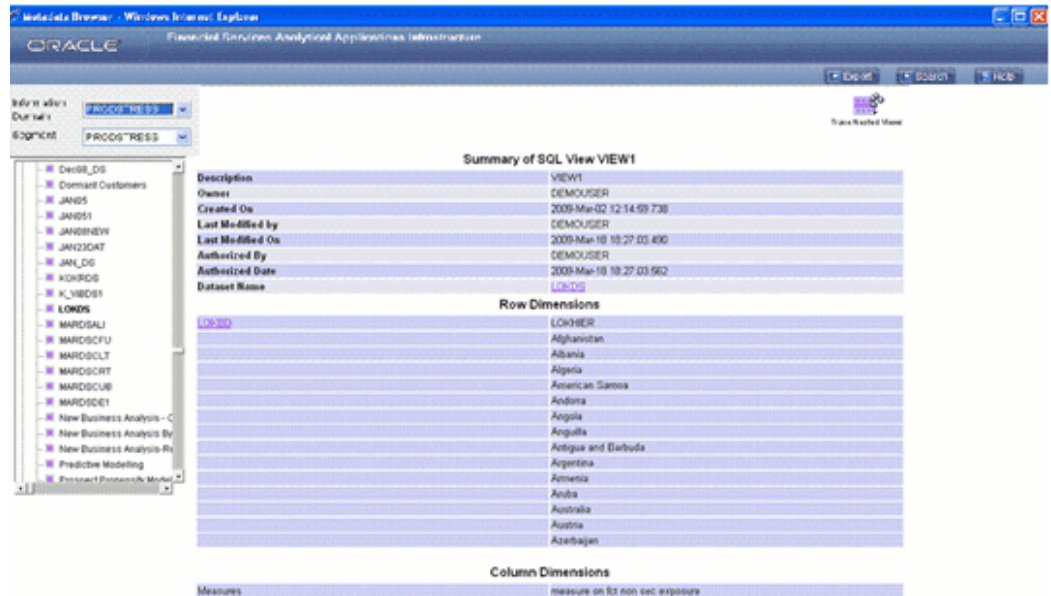 Metadata Browser - Windows Internet Explorer
ORACLE
Financial Services Analytical Applications Infrastructure
Export
Search
Help
Information Domain
PRODSTRESS
Segment
PRODSTRESS
Trace Nested Views
Dec08_DS
Dormant Customers
JAN05
JAN051
JAN08NEW
JAN23DAT
JAN_DS
LOKDS
MARDSALI
MARDSCFU
MARDSCLT
MARDSCRT
MARDSCUB
MARDSDE1
New Business Analysis - C
New Business Analysis By
New Business Analysis-Re
Predictive Modelling
Prospect Propensity Model
Summary of SQL View VIEW1
Description VIEW1
Owner DEMOUSER
Created On 2009-Mar-02 12:14:59.738
Last Modified by DEMOUSER
Last Modified On 2009-Mar-18 18:27:03.490
Authorized By DEMOUSER
Authorized Date 2009-Mar-18 18:27:03.562
Dataset Name LOKDS
Row Dimensions
LOKHIER
Afghanistan
Albania
Algeria
American Samoa
Andorra
Angola
Anguilla
Antigue and Barbuda
Argentina
Armenia
Aruba
Australia
Austria
Azerbaijan
Column Dimensions
Measures measure on fct non sec exposure